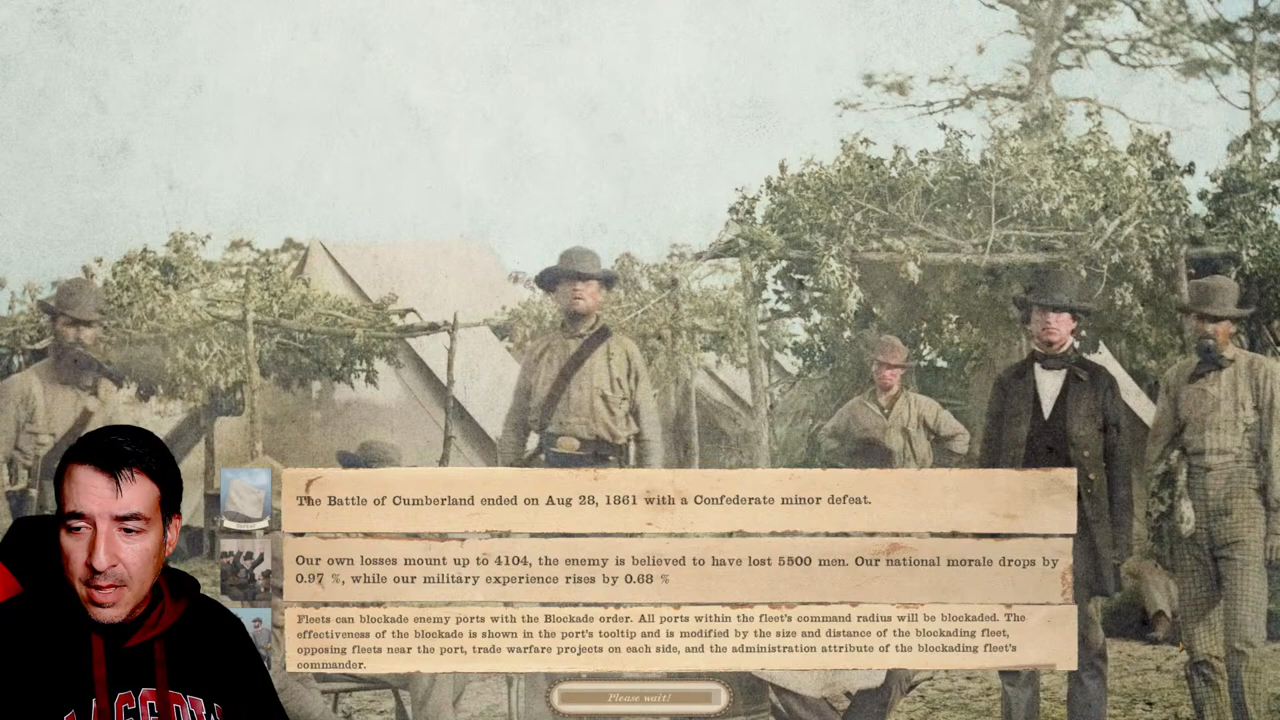 The Battle of Cumberland ended on Aug 28, 1861 with a Confederate minor defeat.
Our own losses mount up to 4104, the enemy is believed to have lost 5500 men. Our national morale drops by
0.97 %, while our military experience rises by 0.68 %
Fleets can blockade enemy ports with the Blockade order. All ports within the fleet's command radius will be blockaded. The
effectiveness of the blockade is shown in the port's tooltip and is modified by the size and distance of the blockading fleet,
opposing fleets near the port, trade warfare projects on each side, and the administration attribute of the blockading fleet's
commander.
Please wait!